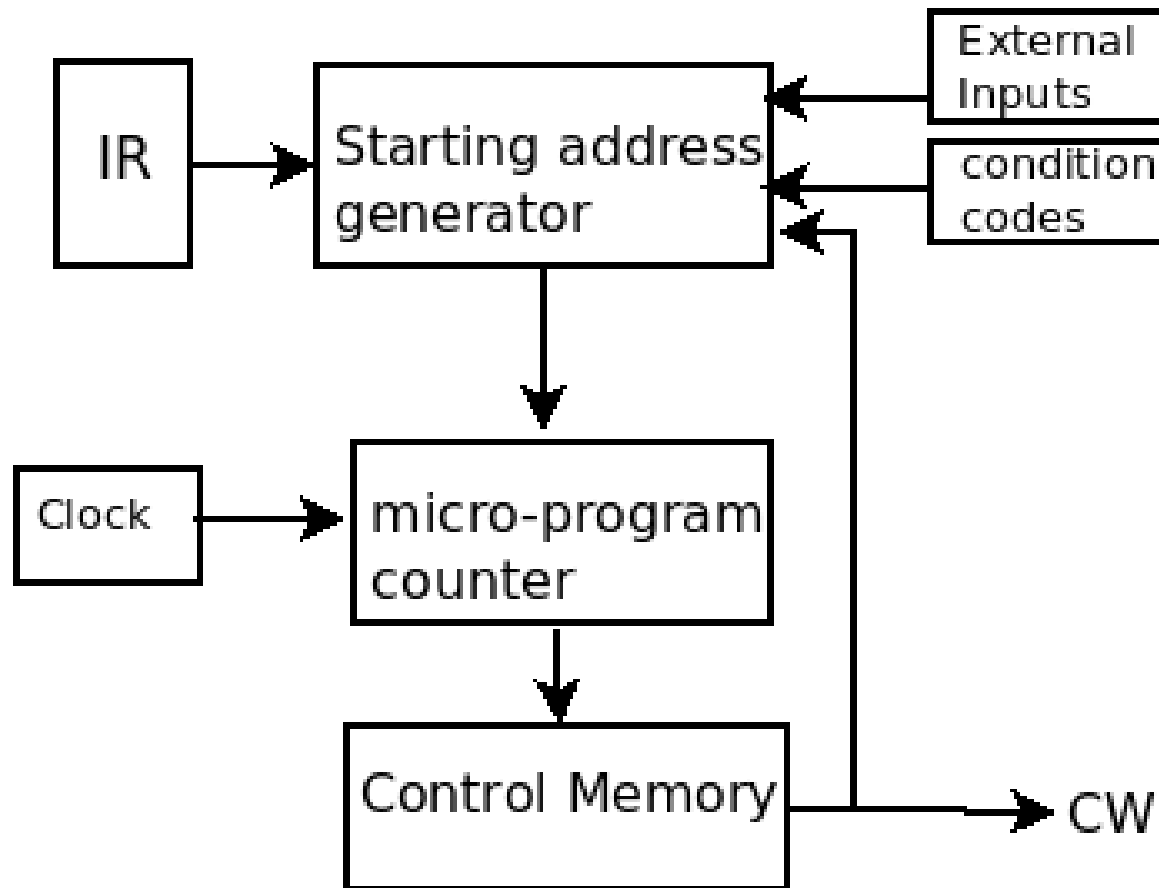 External
Inputs
IR
Starting address
generator
condition
codes
Clock
micro-program
counter
Control Memory
CW